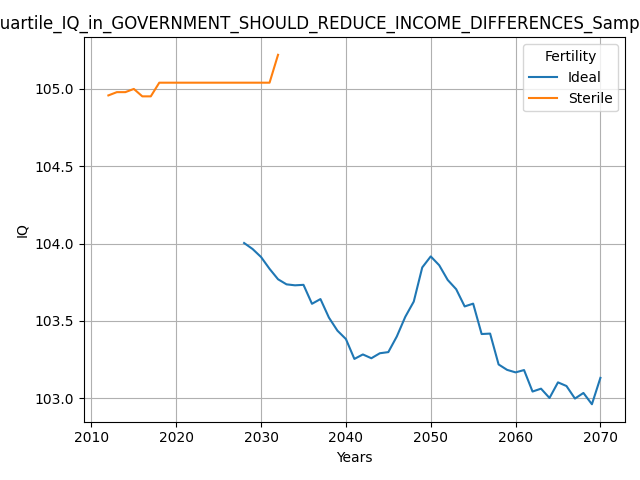 uartile_IQ_in_GOVERNMENT_SHOULD_REDUCE_INCOME_DIFFERENCES_Samp
Fertility
Ideal
Sterile
105.0
104.5
104.0
103.5
103.0
IQ
2010 2020 2030 2040 2050 2060 2070
Years